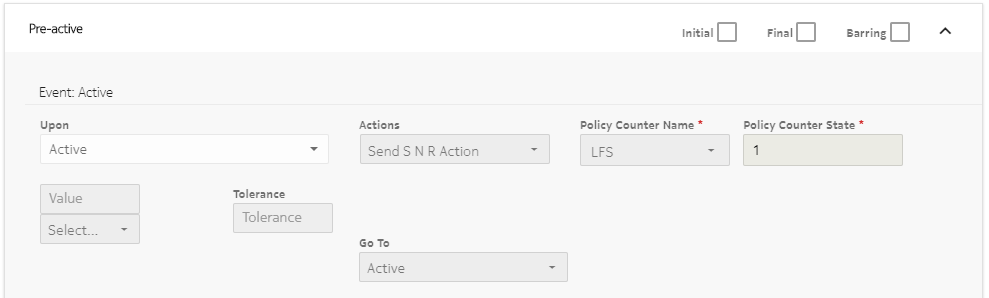 Pre-active
Initial Final Barring
Event: Active
Upon Actions Policy Counter Name * Policy Counter State *
Active Send S N R Action LFS 1
Value Tolerance
Select... Tolerance
Go To
Active